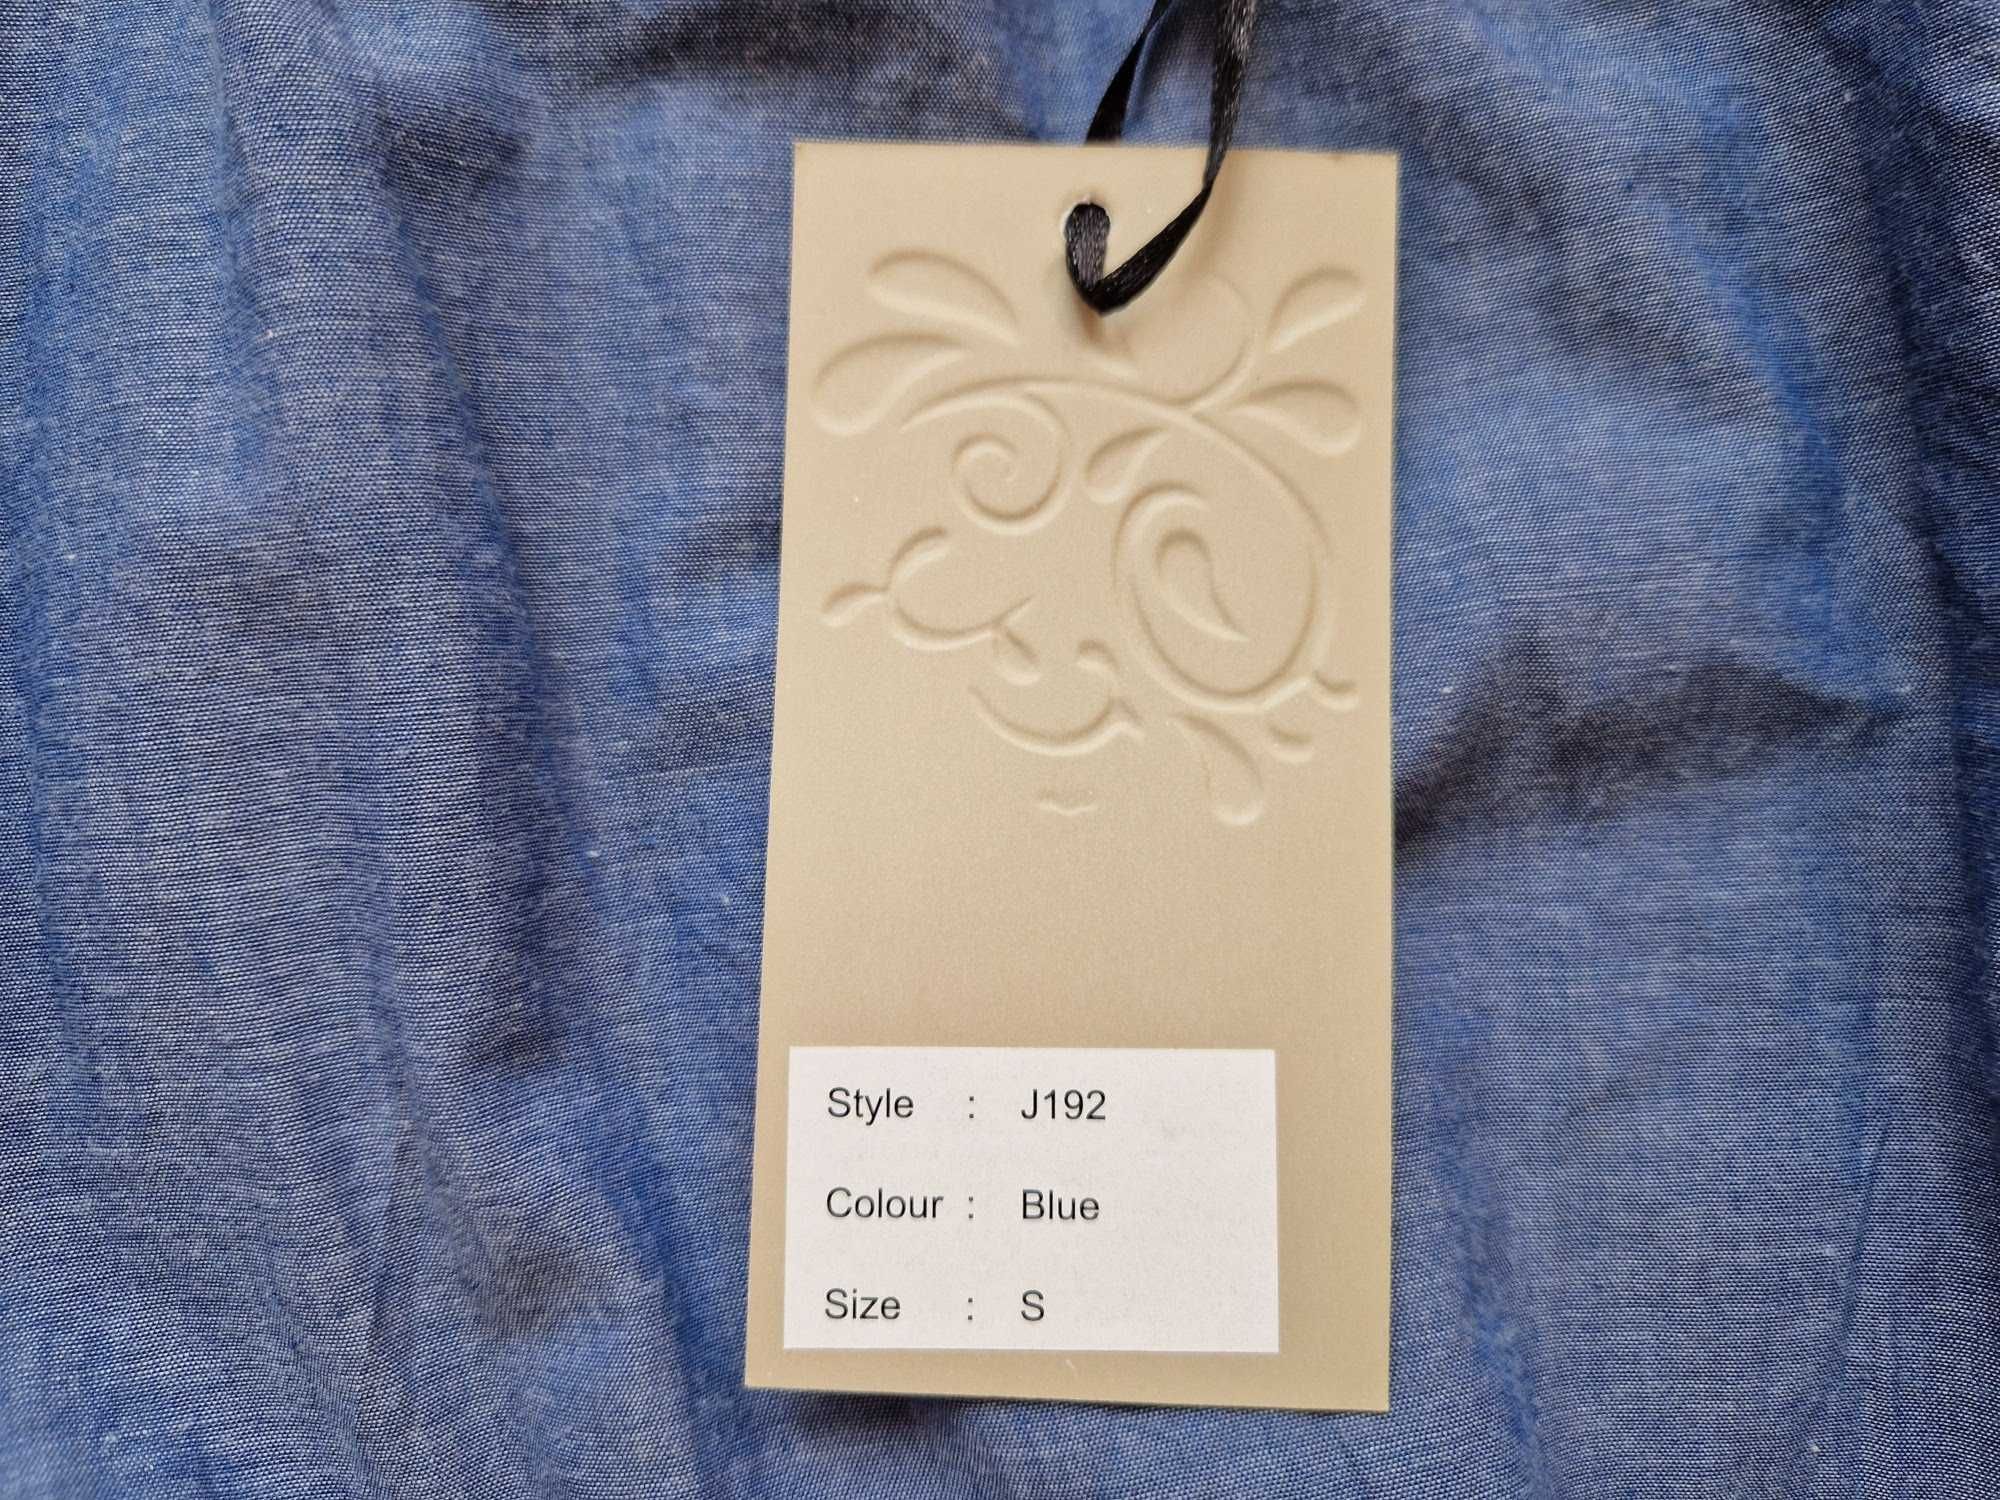 Style : J192
Colour : Blue
Size : S